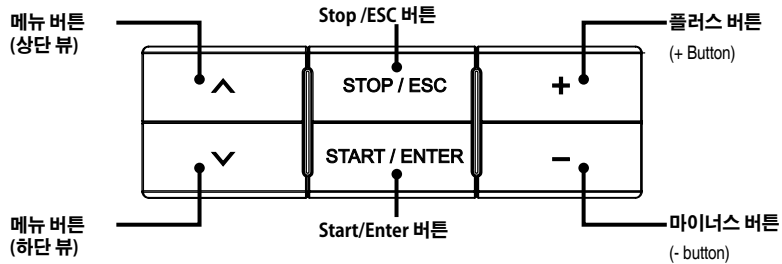 메뉴 버튼
(상단 뷰)
Stop /ESC 버튼
플러스 버튼
(+ Button)
STOP / ESC
+
START / ENTER
−
메뉴 버튼
(하단 뷰)
Start/Enter 버튼
마이너스 버튼
(- button)